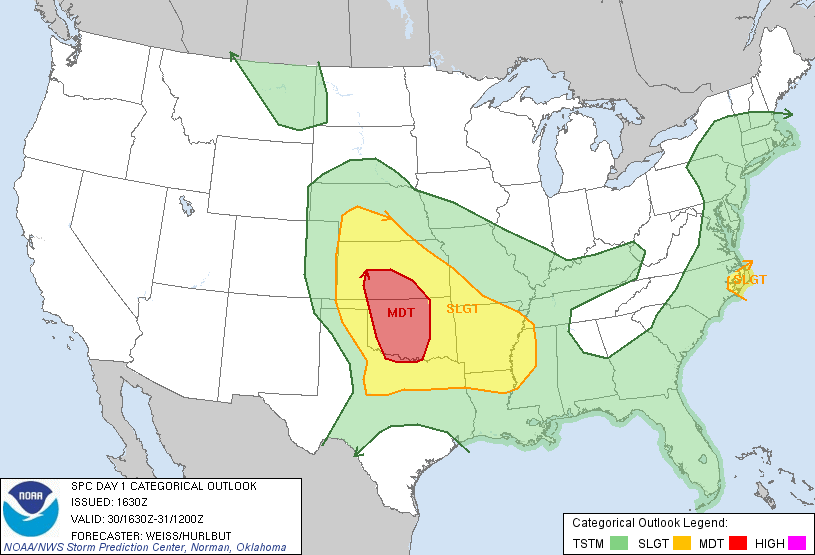 MDT
SLGT
SLGT
NOAA
SPC DAY 1 CATEGORICAL OUTLOOK
ISSUED: 1630Z
VALID: 30/1630Z-31/1200Z
FORECASTER: WEISS/HURLBUT
NOAA/NWS Storm Prediction Center, Norman, Oklahoma
Categorical Outlook Legend:
TSTM SLGT MDT HIGH